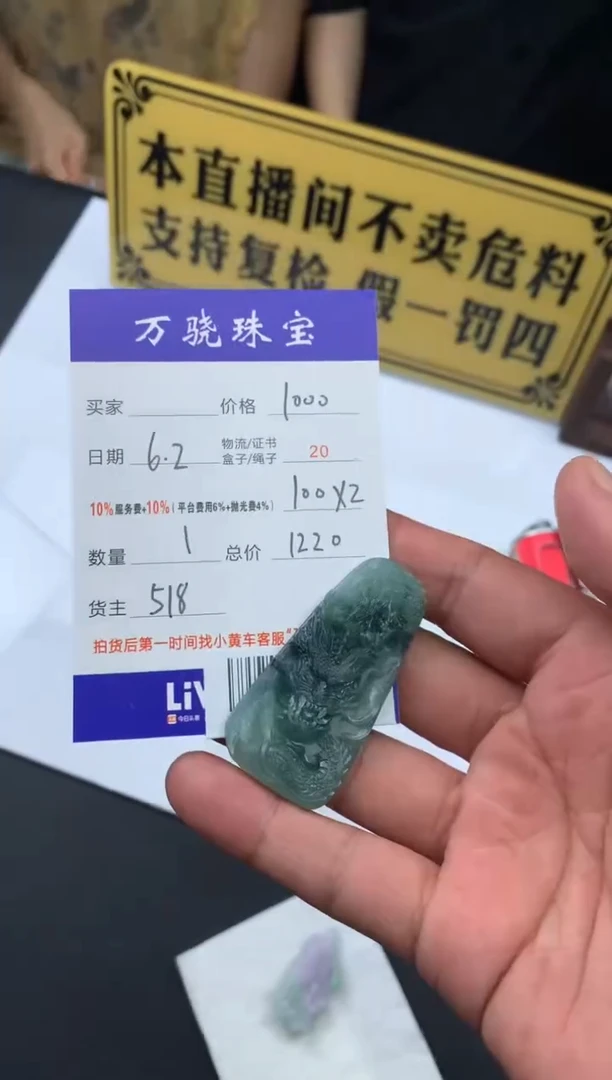 本直播间不卖危料
支持复检 假一罚四
万骁珠宝
买家 价格 1000
日期 6.2 物流/证书 盒子/绳子 20
10%服务费+10%(平台费用6%+抛光费4%) 100X2
数量 1 总价 1220
货主 518
拍货后第一时间找小黄车客服“
LiV
今日头条